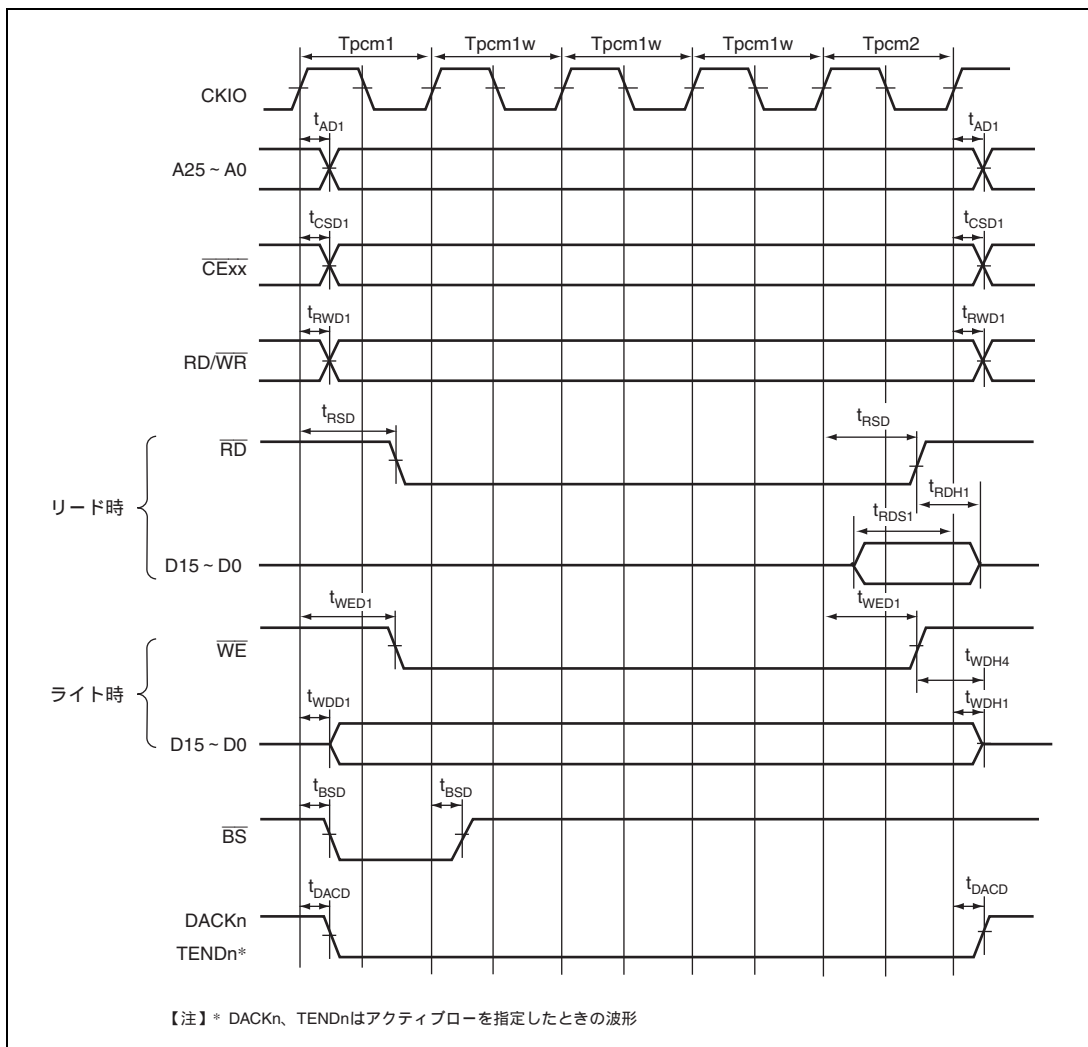 Tpcm1 Tpcm1w Tpcm1w Tpcm1w Tpcm2
CKIO
tAD1 tAD1
A25 ~ A0
tCSD1 tCSD1
CExx
tRWD1 tRWD1
RD/WR
tRSD tRSD
RD
tRDH1
リード時
tRDS1
D15 ~ D0
tWED1 tWED1
WE
tWDH4
ライト時
tWDD1 tWDH1
D15 ~ D0
tBSD tBSD
BS
tDACD tDACD
DACKn
TENDn*
【注】* DACKn、TENDnはアクティブローを指定したときの波形